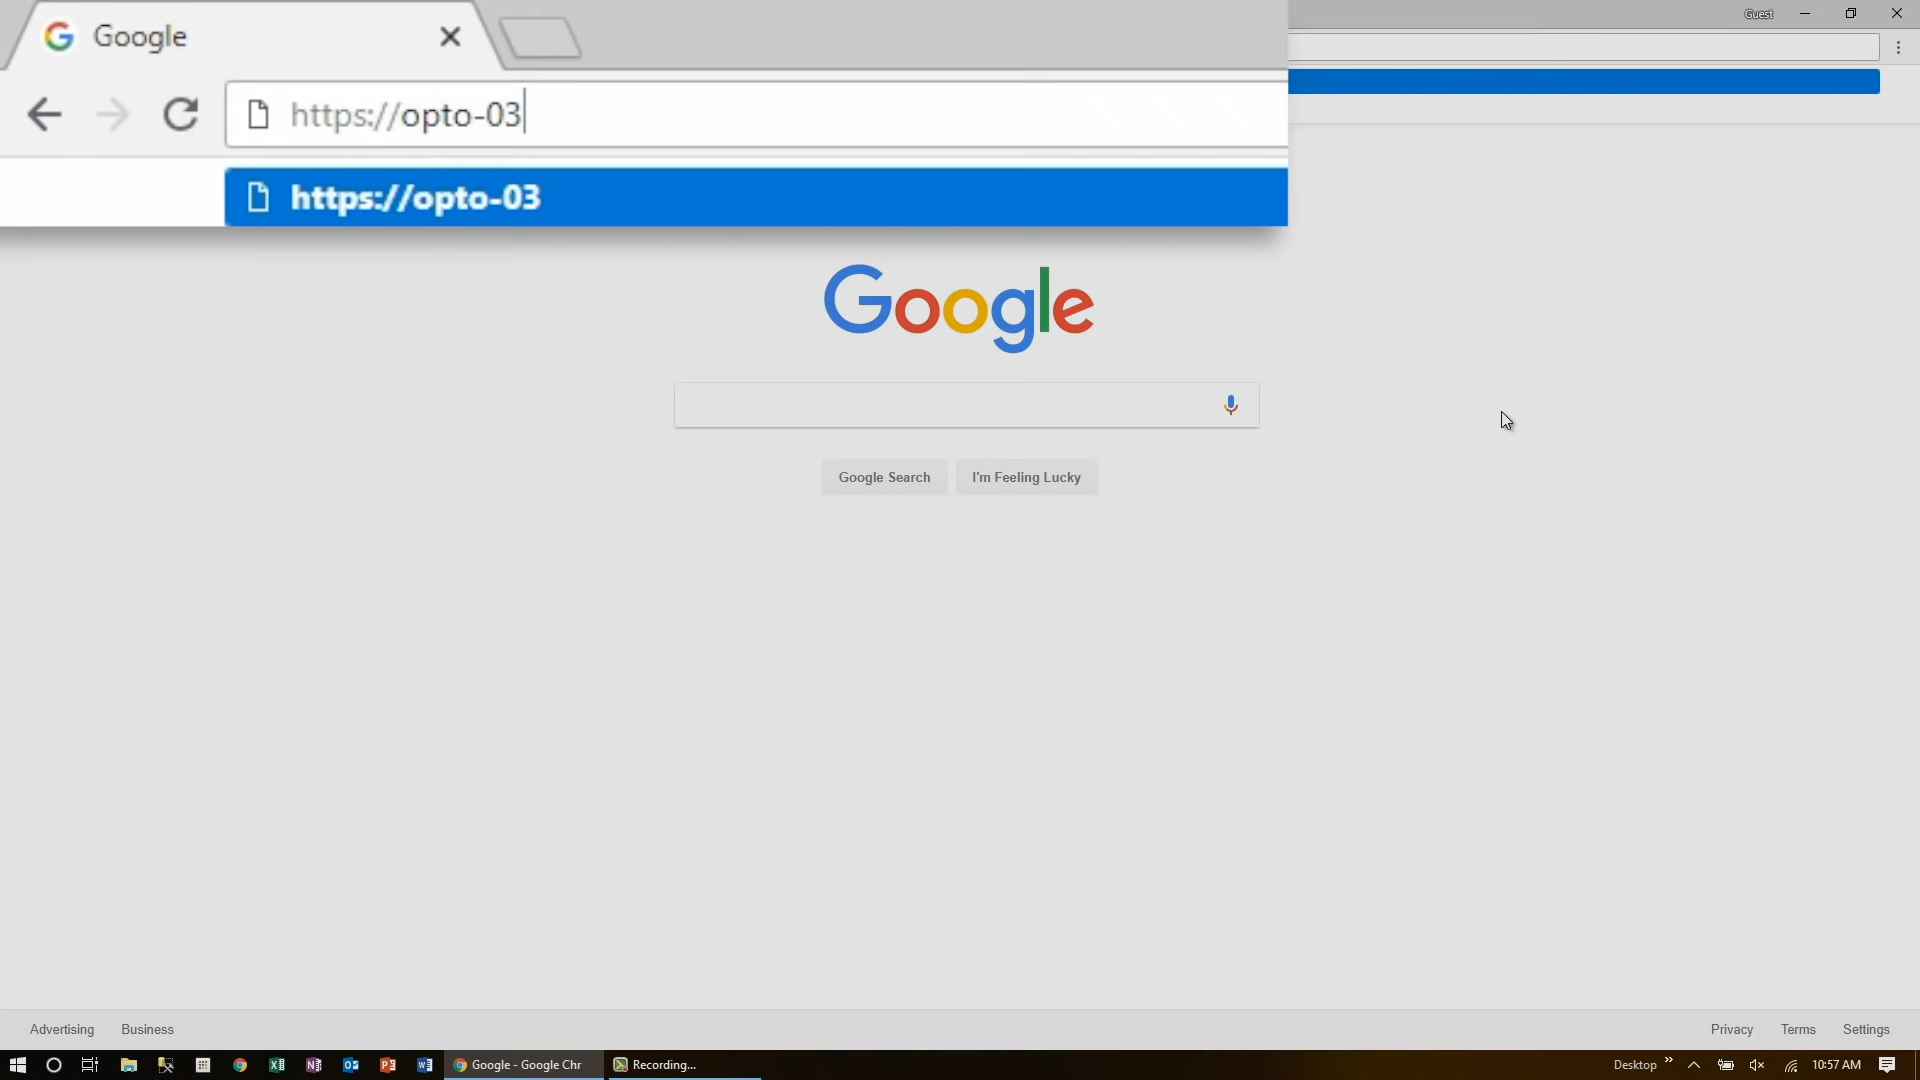 Google
Guest
https://opto-03
https://opto-03
Google
Google Search
I'm Feeling Lucky
Advertising
Business
Privacy
Terms
Settings
Google - Google Chr
Recording...
Desktop
10:57 AM